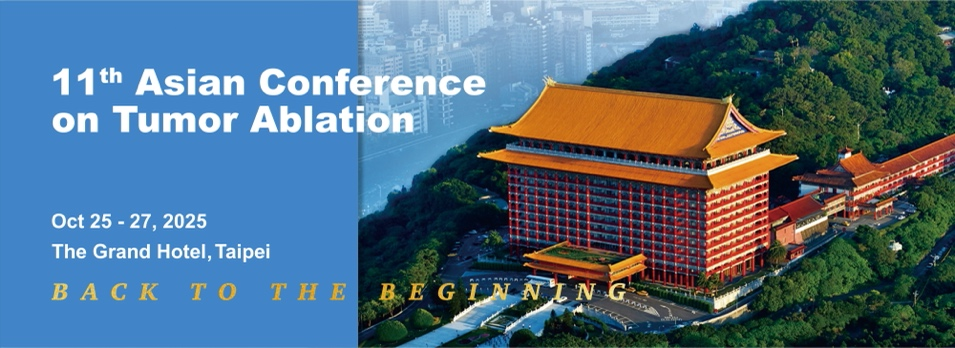 11th Asian Conference
on Tumor Ablation
Oct 25 - 27, 2025
The Grand Hotel, Taipei
BACK TO THE BEGINNING